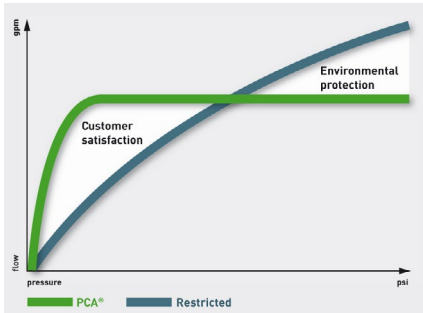 gpm
Environmental
protection
Customer
satisfaction
flow
pressure
psi
PCA®
Restricted